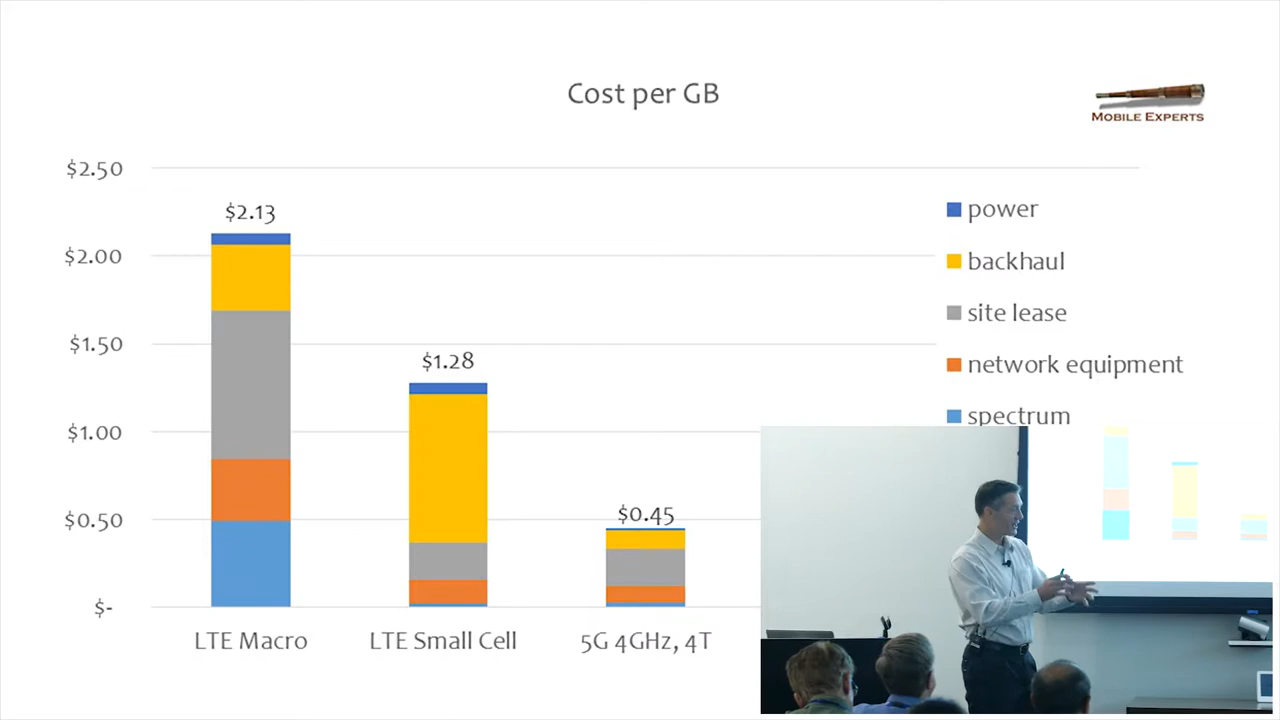 Cost per GB
MOBILE EXPERTS
$2.50
$2.00
$1.50
$1.00
$0.50
$-
$2.13
$1.28
$0.45
LTE Macro
LTE Small Cell
5G 4GHz, 4T
power
backhaul
site lease
network equipment
spectrum